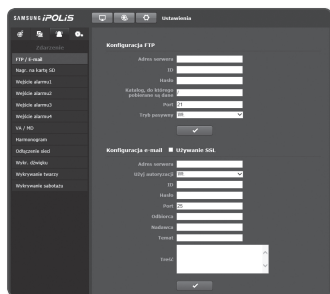 SAMSUNG iPOLiS
Ustawienia
Zdarzenie
FTP / E-mail
Nagr. na kartę SD
Wejście alarmu1
Wejście alarmu2
Wejście alarmu3
Wejście alarmu4
VA / MD
Harmonogram
Odłączenie sieci
Wykr. dźwięku
Wykrywanie twarzy
Wykrywanie sabotażu
Konfiguracja FTP
Adres serwera
ID
Hasło
Katalog, do którego
pobierane są dane
Port 21
Tryb pasywny Wł
Konfiguracja e-mail Używanie SSL
Adres serwera
Użyj autoryzacji Wł
ID
Hasło
Port 25
Odbiorca
Nadawca
Temat
Treść